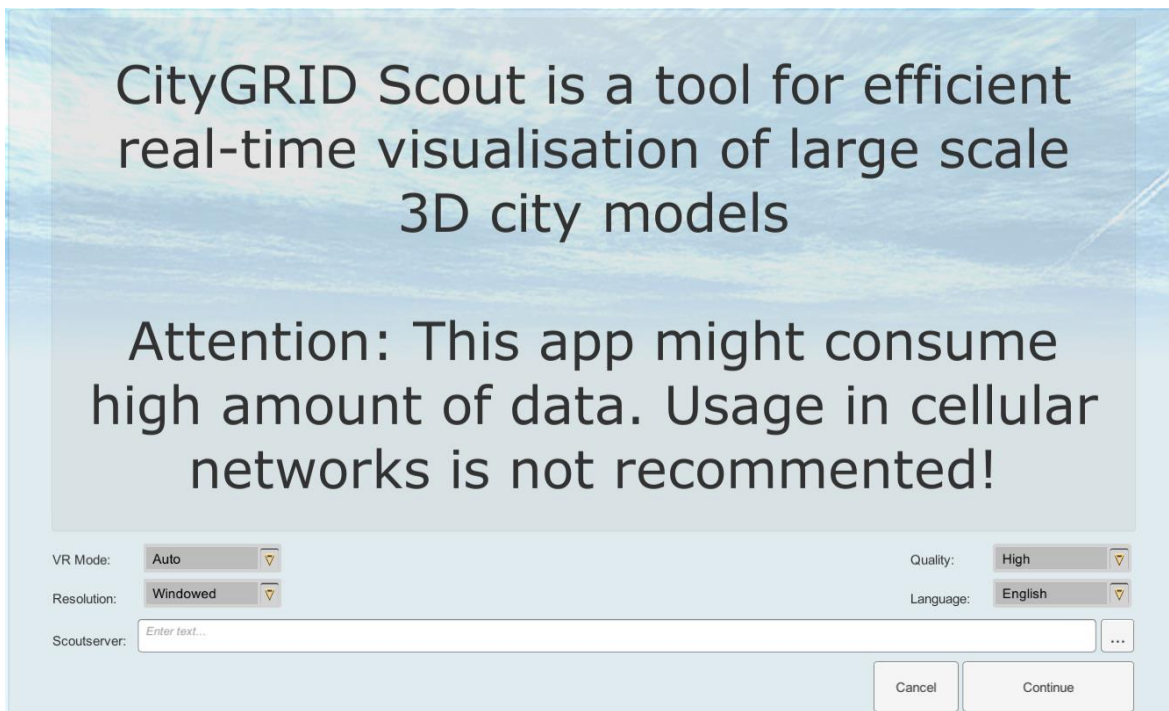 CityGRID Scout is a tool for efficient
real-time visualisation of large scale
3D city models
Attention: This app might consume
high amount of data. Usage in cellular
networks is not recommented!
VR Mode: Auto
Quality: High
Resolution: Windowed
Language: English
Scoutserver: Enter text... ...
Cancel Continue